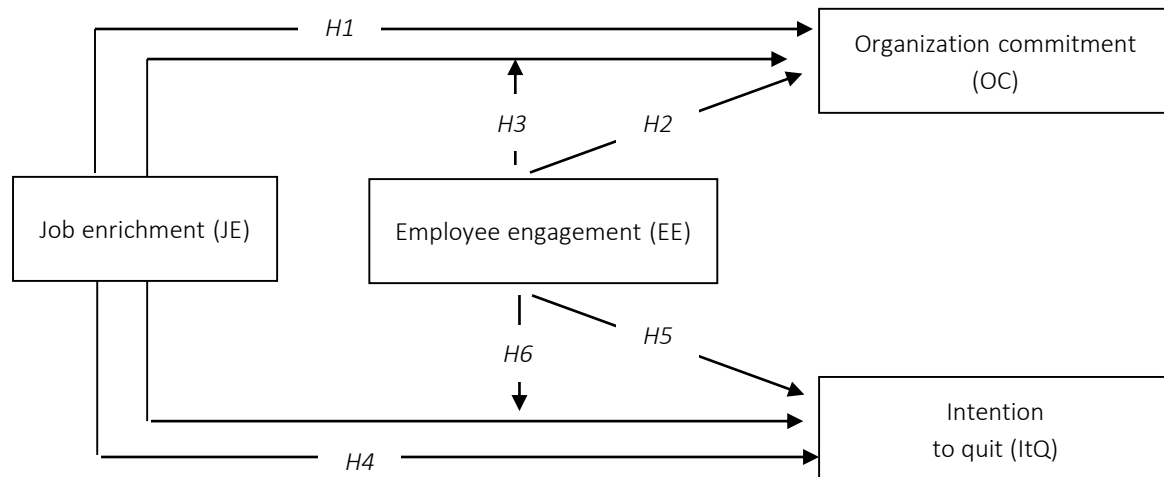 H1
Organization commitment
(OC)
H3
H2
Job enrichment (JE)
Employee engagement (EE)
H5
H6
Intention
to quit (ItQ)
H4